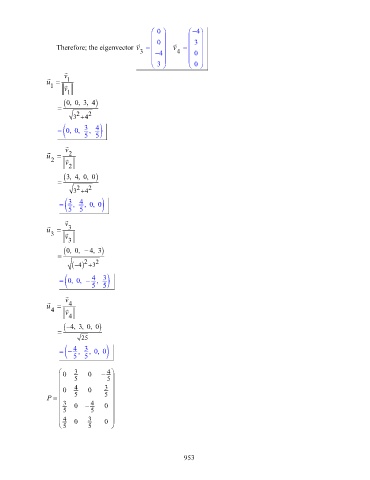 Therefore; the eigenvector v⃗3 = (0 0 −4 3) v⃗4 = (−4 3 0 0)
u⃗1 = v⃗1 / ‖v⃗1‖
= (0, 0, 3, 4) / √(3²+4²)
= (0, 0, 3/5, 4/5)
u⃗2 = v⃗2 / ‖v⃗2‖
= (3, 4, 0, 0) / √(3²+4²)
= (3/5, 4/5, 0, 0)
u⃗3 = v⃗3 / ‖v⃗3‖
= (0, 0, −4, 3) / √((−4)²+3²)
= (0, 0, −4/5, 3/5)
u⃗4 = v⃗4 / ‖v⃗4‖
= (−4, 3, 0, 0) / √25
= (−4/5, 3/5, 0, 0)
P = (0 3/5 0 −4/5
0 4/5 0 3/5
3/5 0 −4/5 0
4/5 0 3/5 0)
953